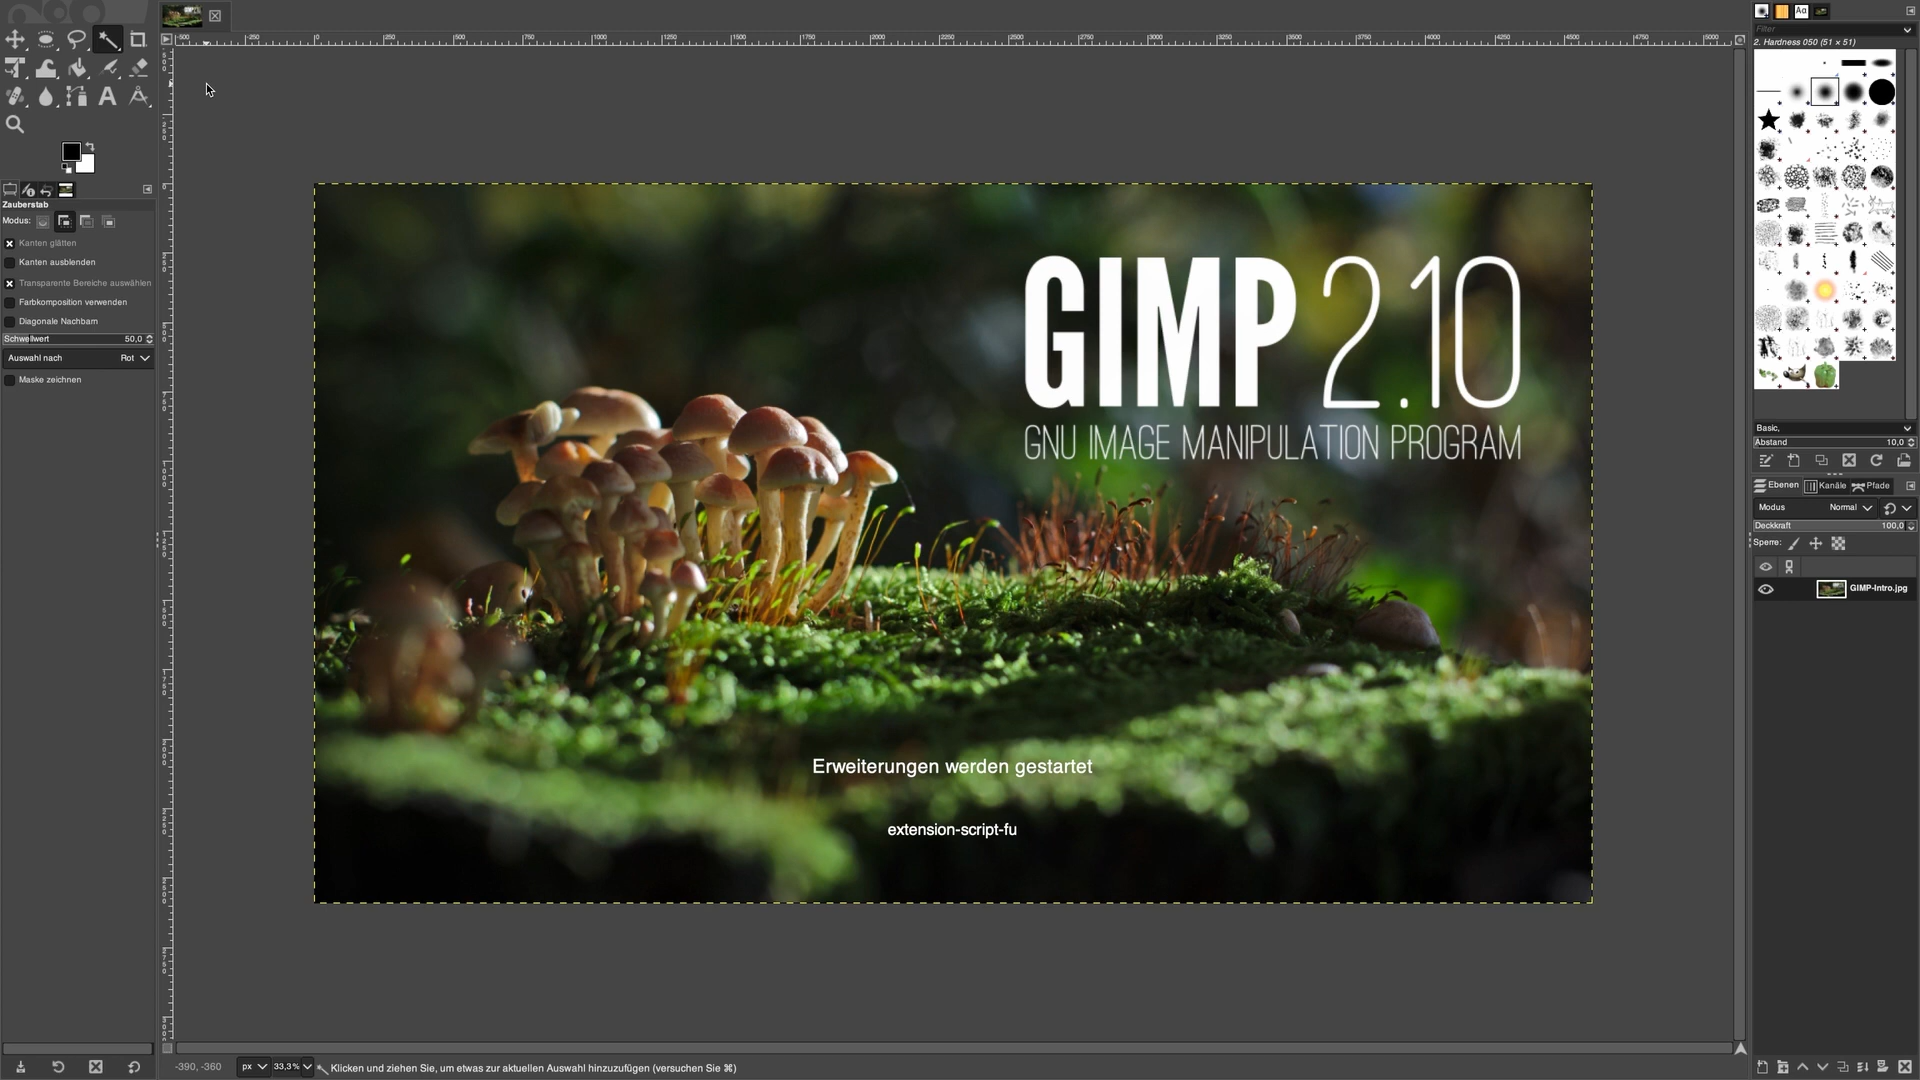 Zauberstab
Modus:
Kanten glätten
Kanten ausblenden
Transparente Bereiche auswählen
Farbkomposition verwenden
Diagonale Nachbarn
Schwellwert 50,0
Auswahl nach Rot
Maske zeichnen
GIMP 2.10
GNU IMAGE MANIPULATION PROGRAM
Erweiterungen werden gestartet
extension-script-fu
-390, -360 px 33,3% Klicken und ziehen Sie, um etwas zur aktuellen Auswahl hinzuzufügen (versuchen Sie ⌘)
Aa
Filter
2. Hardness 050 (51 × 51)
Basic,
Abstand 10,0
Ebenen Kanäle Pfade
Modus Normal
Deckkraft 100,0
Sperre:
GIMP-Intro.jpg